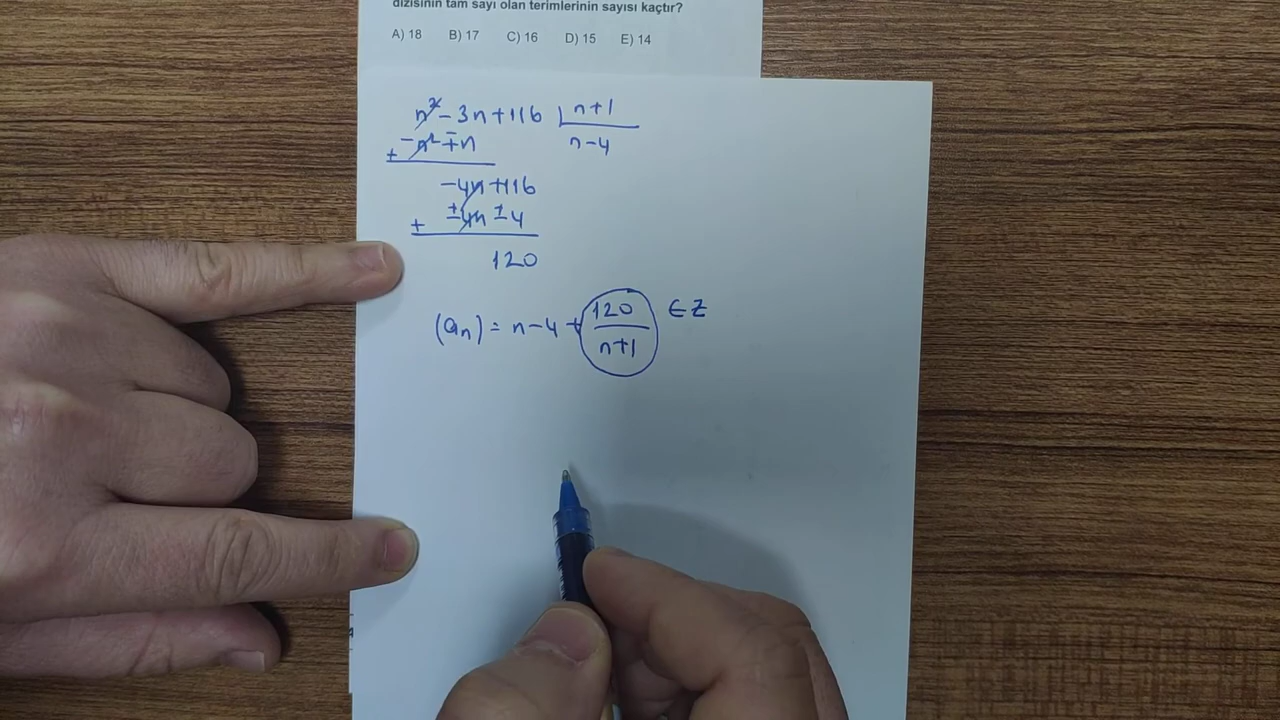 dizisinin tam sayı olan terimlerinin sayısı kaçtır?
A) 18 B) 17 C) 16 D) 15 E) 14
n² - 3n + 116 | n+1
+ -n² ∓n n-4
-4n +116
+ ±4n ±4
120
(aₙ) = n-4 + 120/(n+1) ∈ Z